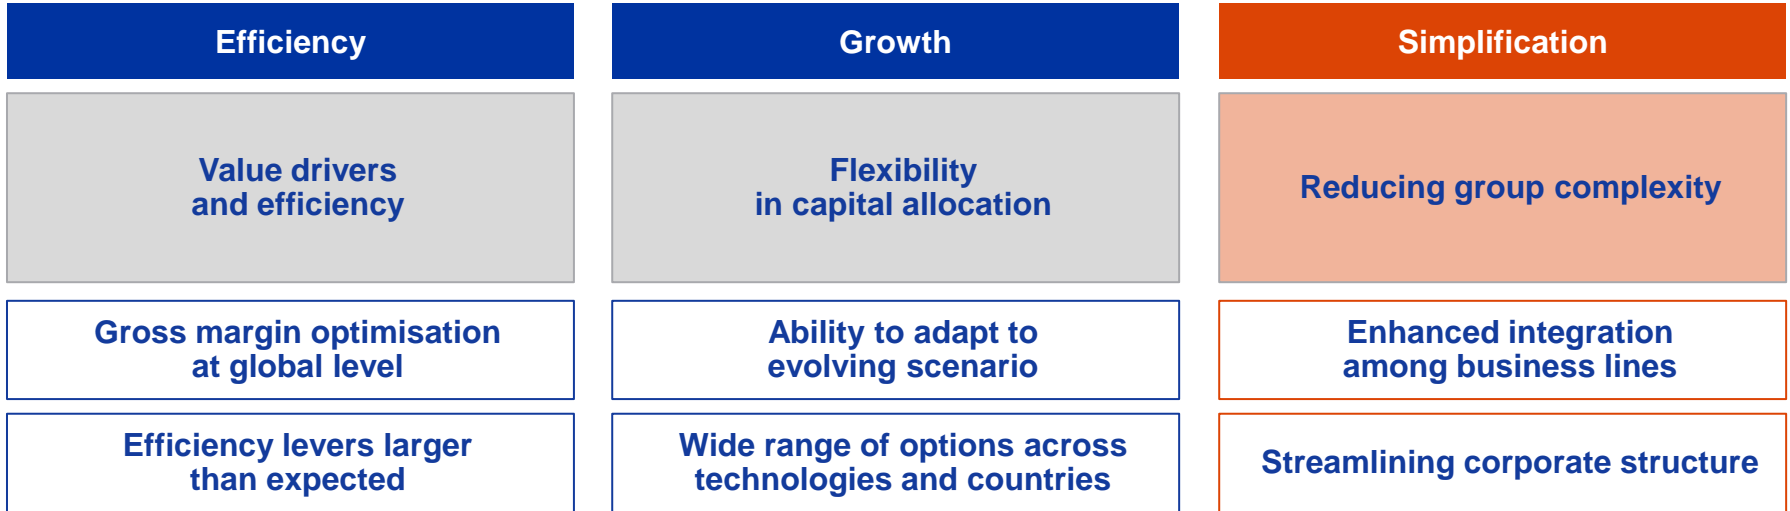 Efficiency
Growth
Simplification
Value drivers
and efficiency
Flexibility
in capital allocation
Reducing group complexity
Gross margin optimisation
at global level
Ability to adapt to
evolving scenario
Enhanced integration
among business lines
Efficiency levers larger
than expected
Wide range of options across
technologies and countries
Streamlining corporate structure